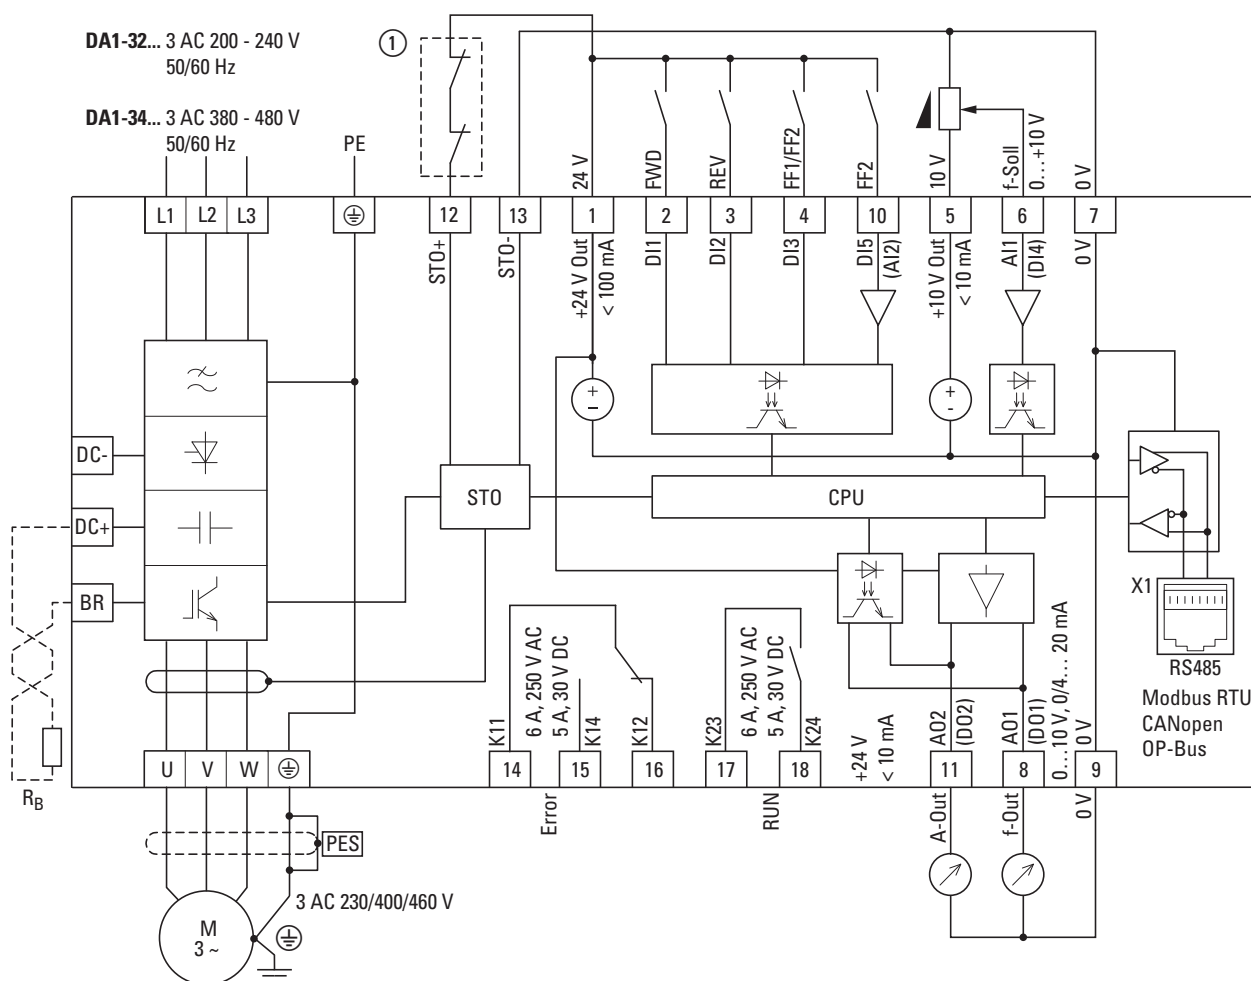 DA1-32... 3 AC 200 - 240 V
50/60 Hz
DA1-34... 3 AC 380 - 480 V
50/60 Hz
PE
1
24 V
FWD
REV
FF1/FF2
FF2
10 V
f-Soll
0...+10 V
0 V
L1
L2
L3
12
13
1
2
3
4
10
5
6
7
STO+
STO-
+24 V Out
< 100 mA
DI1
DI2
DI3
DI5
(AI2)
+10 V Out
< 10 mA
AI1
(DI4)
0 V
+
−
+
-
DC-
DC+
BR
STO
CPU
X1
RS485
Modbus RTU
CANopen
OP-Bus
K11
6 A, 250 V AC
5 A, 30 V DC
K14
K12
K23
6 A, 250 V AC
5 A, 30 V DC
K24
+24 V
< 10 mA
AO2
(DO2)
AO1
(DO1)
0...10 V, 0/4... 20 mA
0 V
U
V
W
14
15
16
17
18
11
8
9
RB
Error
RUN
A-Out
f-Out
0 V
PES
3 AC 230/400/460 V
M
3 ~